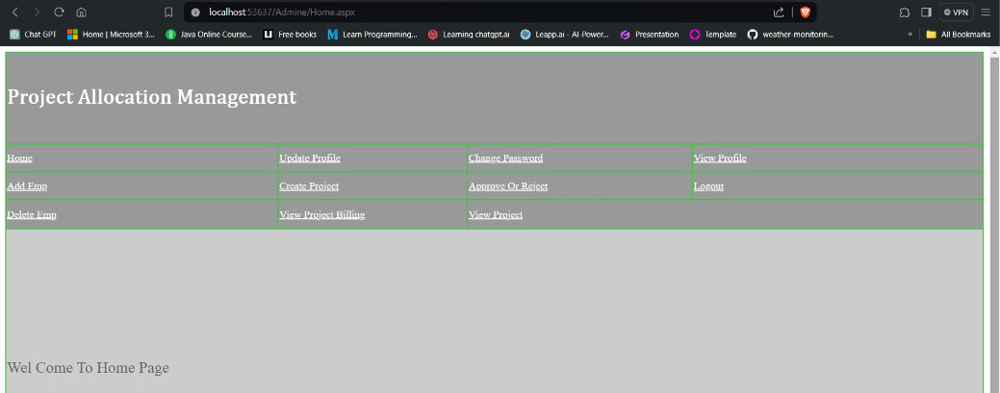 localhost:53637/Admine/Home.aspx
VPN
Chat GPT
Home | Microsoft 3...
Java Online Course...
Free books
Learn Programming...
Learning chatgpt.ai
Leapp.ai - AI-Power...
Presentation
Template
weather-monitorin...
»
All Bookmarks
Project Allocation Management
Home Update Profile Change Password View Profile
Add Emp Create Project Approve Or Reject Logout
Delete Emp View Project Billing View Project
Wel Come To Home Page